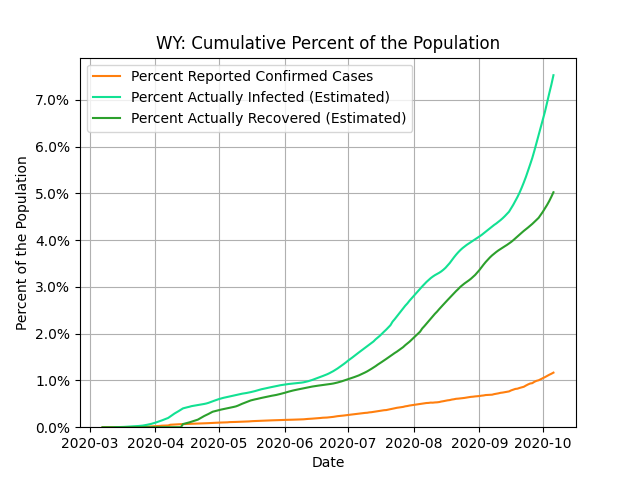 WY: Cumulative Percent of the Population
Percent Reported Confirmed Cases
Percent Actually Infected (Estimated)
Percent Actually Recovered (Estimated)
Percent of the Population
7.0%
6.0%
5.0%
4.0%
3.0%
2.0%
1.0%
0.0%
2020-03 2020-04 2020-05 2020-06 2020-07 2020-08 2020-09 2020-10
Date